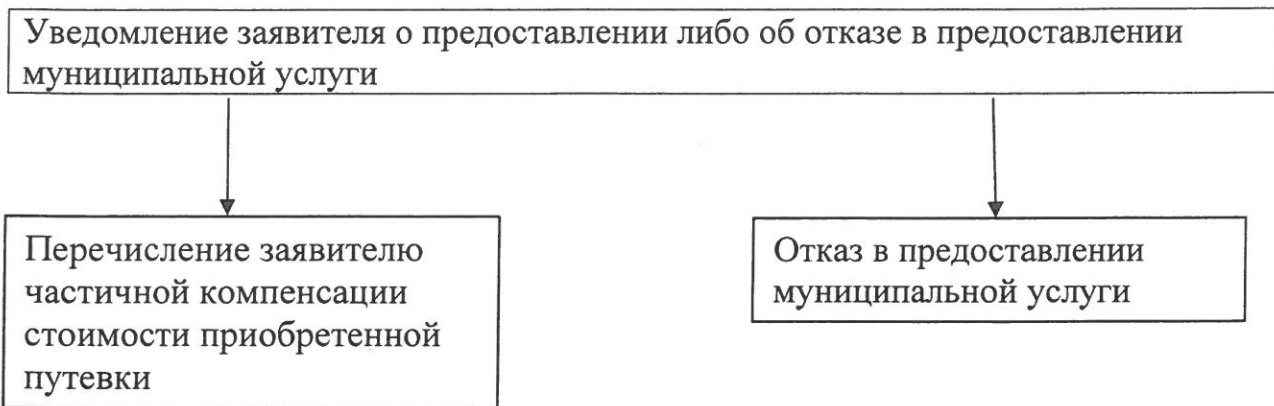 Уведомление заявителя о предоставлении либо об отказе в предоставлении
муниципальной услуги
Перечисление заявителю
частичной компенсации
стоимости приобретенной
путевки
Отказ в предоставлении
муниципальной услуги